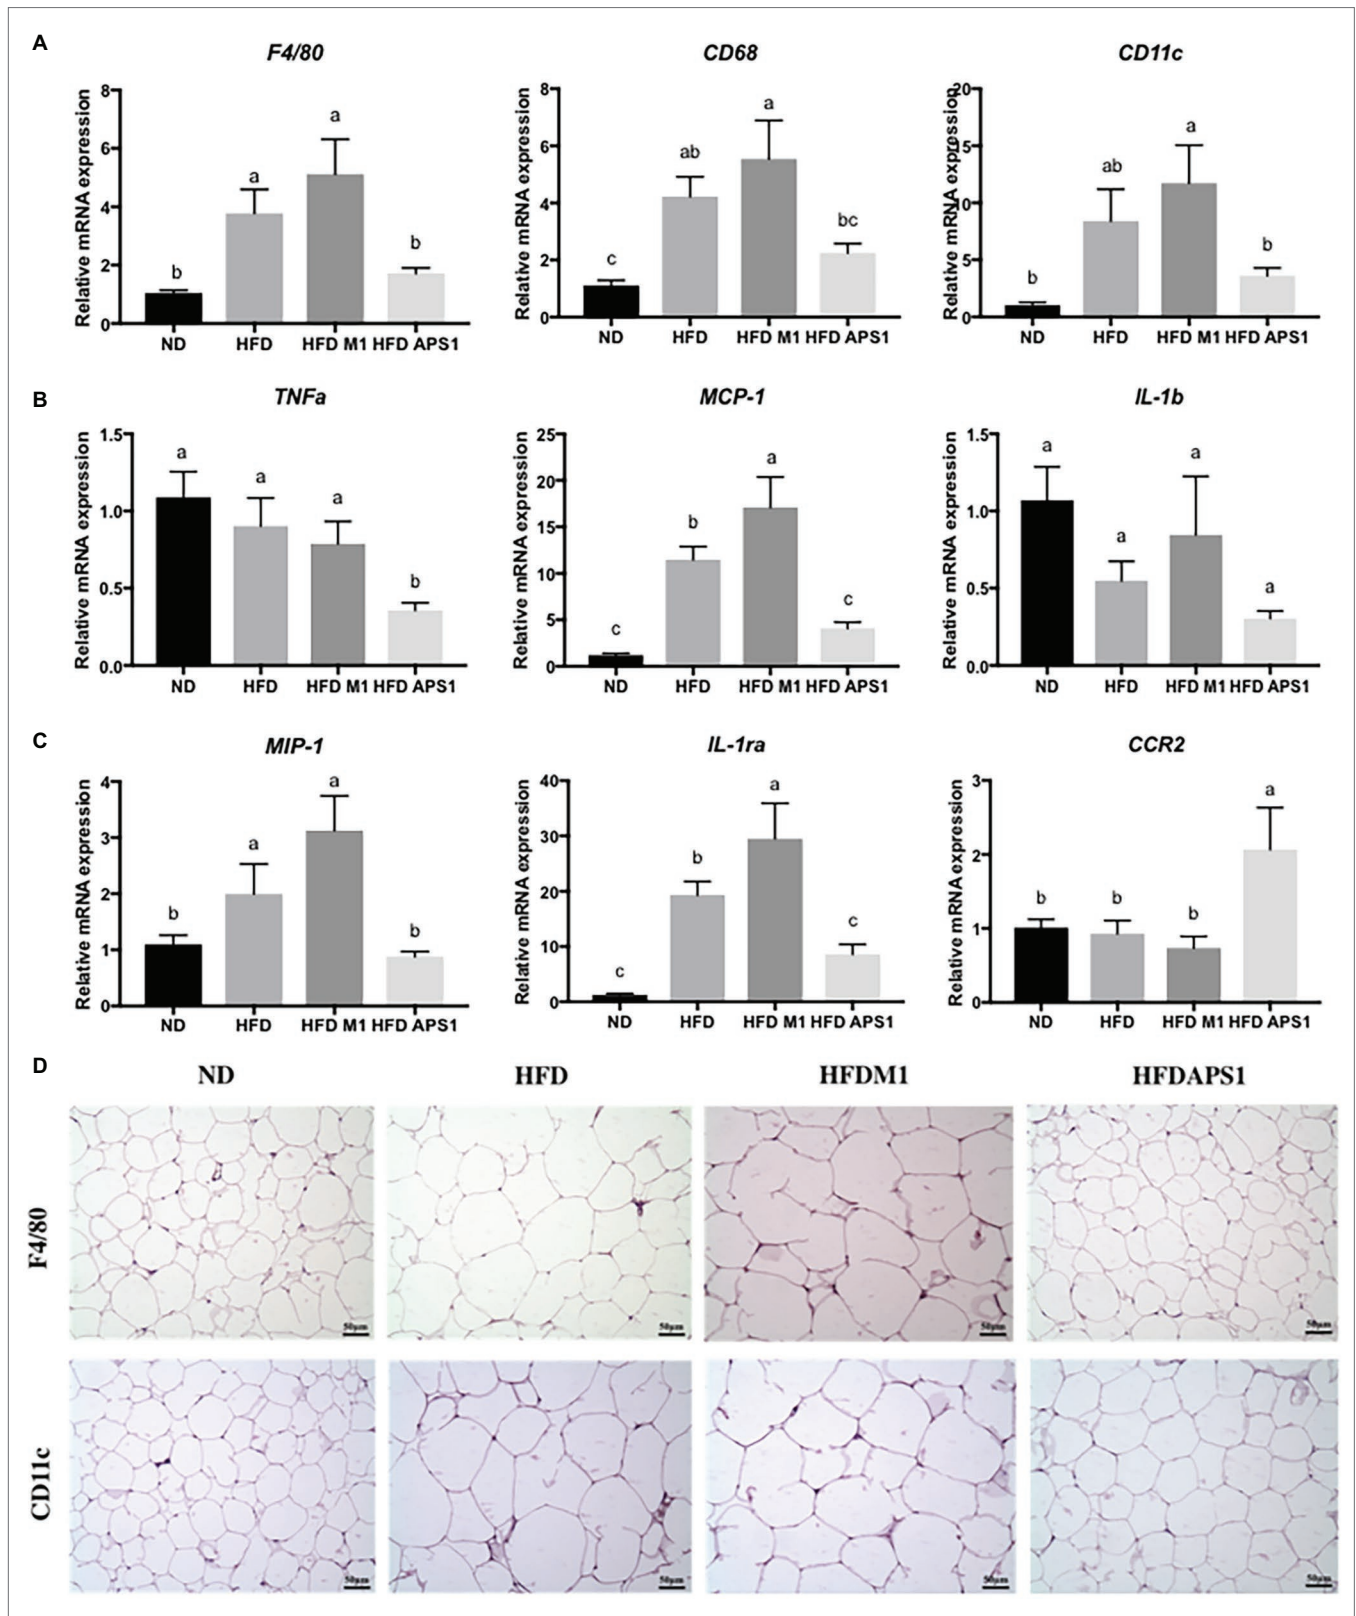 A
F4/80 CD68 CD11c
Relative mRNA expression
8
6
4
2
0
b a a b
ND HFD HFD M1 HFD APS1
Relative mRNA expression
8
6
4
2
0
c ab a bc
ND HFD HFD M1 HFD APS1
Relative mRNA expression
20
15
10
5
0
b ab a b
ND HFD HFD M1 HFD APS1
B
TNFa MCP-1 IL-1b
Relative mRNA expression
1.5
1.0
0.5
0.0
a a a b
ND HFD HFD M1 HFD APS1
Relative mRNA expression
25
20
15
10
5
0
c b a c
ND HFD HFD M1 HFD APS1
Relative mRNA expression
1.5
1.0
0.5
0.0
a a a a
ND HFD HFD M1 HFD APS1
C
MIP-1 IL-1ra CCR2
Relative mRNA expression
4
3
2
1
0
b a a b
ND HFD HFD M1 HFD APS1
Relative mRNA expression
40
30
20
10
0
c b a c
ND HFD HFD M1 HFD APS1
Relative mRNA expression
3
2
1
0
b b b a
ND HFD HFD M1 HFD APS1
D
ND HFD HFDM1 HFDAPS1
F4/80
50μm 50μm 50μm 50μm
CD11c
50μm 50μm 50μm 50μm